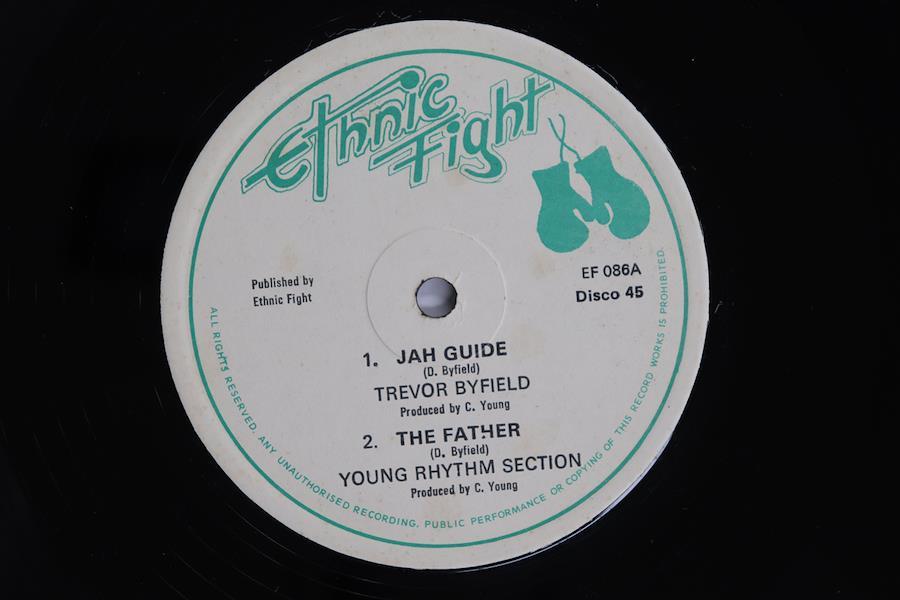 Ethnic
Fight
Published by
Ethnic Fight
EF 086A
Disco 45
1. JAH GUIDE
(D. Byfield)
TREVOR BYFIELD
Produced by C. Young
2. THE FATHER
(D. Byfield)
YOUNG RHYTHM SECTION
Produced by C. Young
ALL RIGHTS RESERVED. ANY UNAUTHORISED RECORDING, PUBLIC PERFORMANCE OR COPYING OF THIS RECORD WORKS IS PROHIBITED.